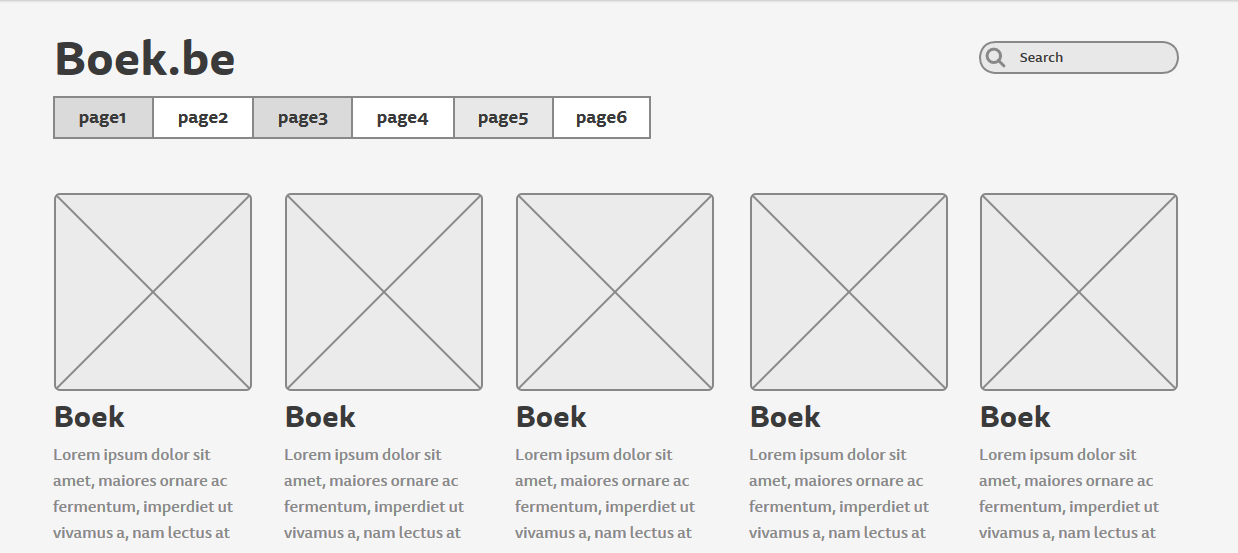 Boek.be
Search
page1 page2 page3 page4 page5 page6
Boek Boek Boek Boek Boek
Lorem ipsum dolor sit Lorem ipsum dolor sit Lorem ipsum dolor sit Lorem ipsum dolor sit Lorem ipsum dolor sit
amet, maiores ornare ac amet, maiores ornare ac amet, maiores ornare ac amet, maiores ornare ac amet, maiores ornare ac
fermentum, imperdiet ut fermentum, imperdiet ut fermentum, imperdiet ut fermentum, imperdiet ut fermentum, imperdiet ut
vivamus a, nam lectus at vivamus a, nam lectus at vivamus a, nam lectus at vivamus a, nam lectus at vivamus a, nam lectus at